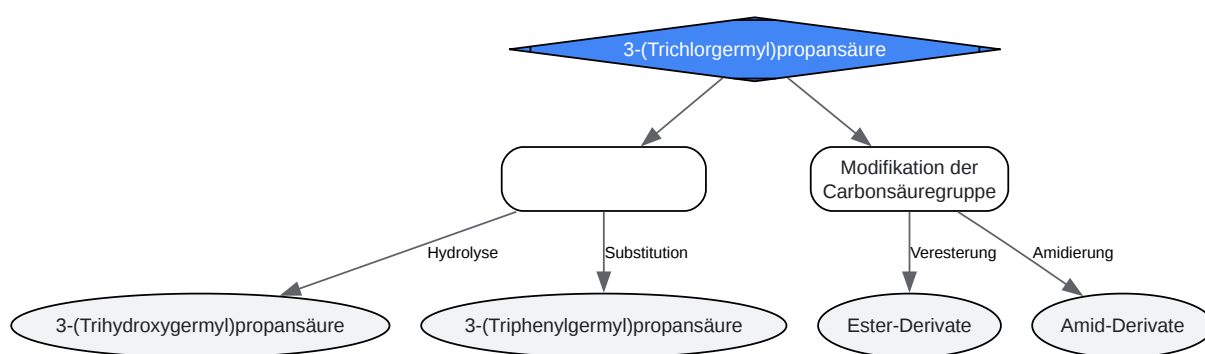 3-(Trichlorgermyl)propansäure
Modifikation der
Carbonsäuregruppe
Hydrolyse
Substitution
Veresterung
Amidierung
3-(Trihydroxygermyl)propansäure
3-(Triphenylgermyl)propansäure
Ester-Derivate
Amid-Derivate